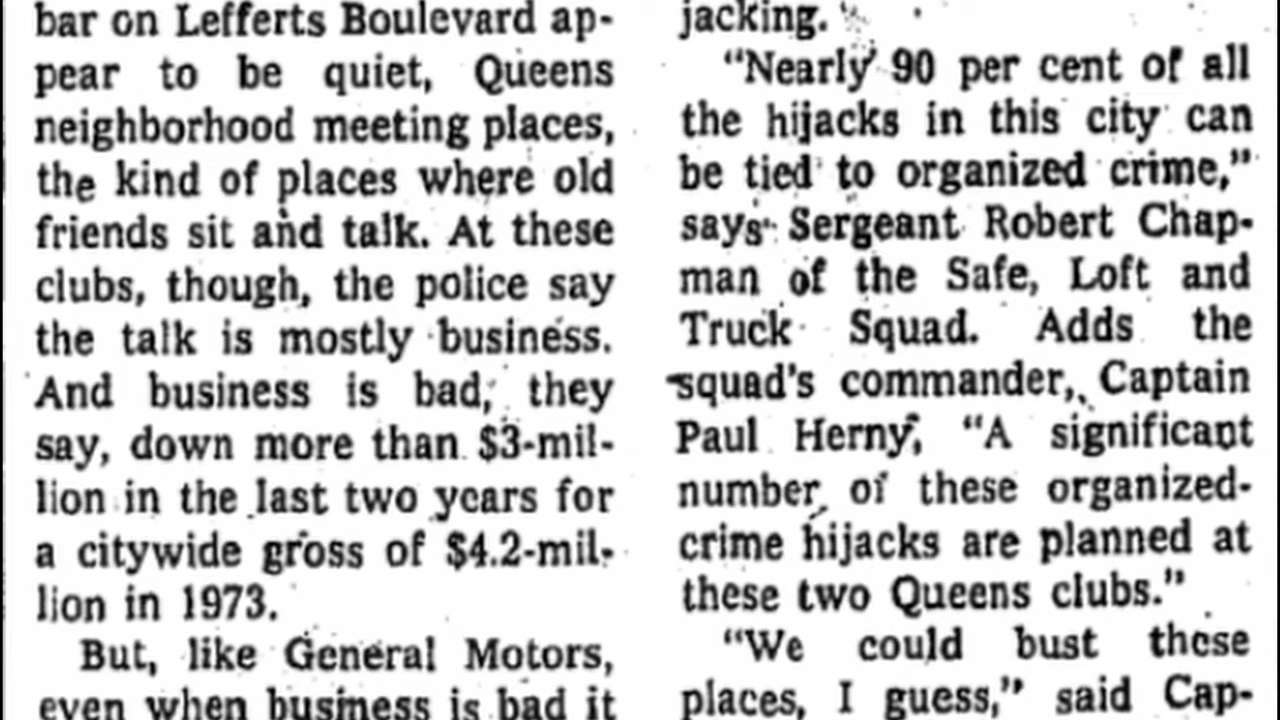 bar on Lefferts Boulevard ap-
pear to be quiet, Queens
neighborhood meeting places,
the kind of places where old
friends sit and talk. At these
clubs, though, the police say
the talk is mostly business.
And business is bad, they
say, down more than $3-mil-
lion in the last two years for
a citywide gross of $4.2-mil-
lion in 1973.
But, like General Motors,
even when business is bad it
jacking.
"Nearly 90 per cent of all
the hijacks in this city can
be tied to organized crime,"
says Sergeant Robert Chap-
man of the Safe, Loft and
Truck Squad. Adds the
squad's commander, Captain
Paul Herny, "A significant
number of these organized-
crime hijacks are planned at
these two Queens clubs."
"We could bust these
places, I guess," said Cap-